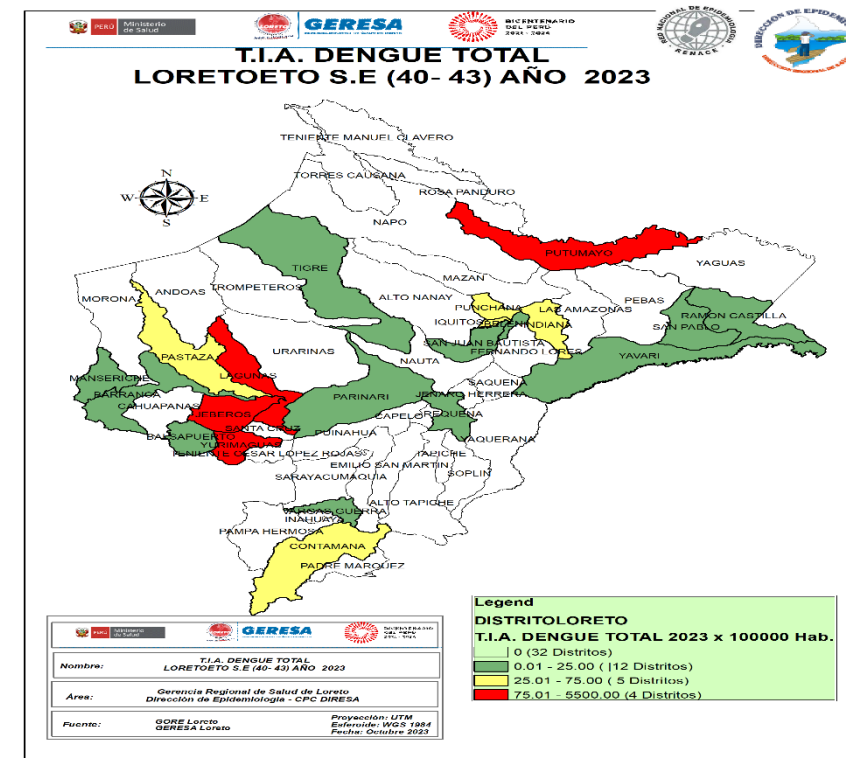 PERÚ Ministerio de Salud
GERESA
BICENTENARIO DEL PERÚ 2021 - 2024
T.I.A. DENGUE TOTAL
LORETOETO S.E (40- 43) AÑO 2023
TENIENTE MANUEL CLAVERO
TORRES CAUSANA
ROSA PANDURO
N
W E
S
NAPO
PUTUMAYO
YAGUAS
TIGRE
MAZAN
ANDOAS
TROMPETEROS
MORONA
ALTO NANAY
PEBAS
PUNCHANA
LAS AMAZONAS
RAMON CASTILLA
IQUITOS
BELEN
INDIANA
SAN PABLO
SAN JUAN BAUTISTA
FERNANDO LORES
URARINAS
PASTAZA
NAUTA
YAVARI
LAGUNAS
MANSERICHE
SAQUENA
BARRANCA
PARINARI
JENARO HERRERA
CAHUAPANAS
JEBEROS
CAPELO
REQUENA
SANTA CRUZ
PUINAHUA
BALSAPUERTO
YAQUERANA
YURIMAGUAS
TENIENTE CESAR LOPEZ ROJAS
TAPICHE
EMILIO SAN MARTIN
SOPLIN
SARAYACU
MAQUIA
ALTO TAPICHE
VARGAS GUERRA
INAHUAYA
PAMPA HERMOSA
CONTAMANA
PADRE MARQUEZ
Legend
DISTRITOLORETO
T.I.A. DENGUE TOTAL 2023 x 100000 Hab.
0 (32 Distritos)
0.01 - 25.00 ( |12 Distritos)
25.01 - 75.00 ( 5 Distritos)
75.01 - 5500.00 (4 Distritos)
PERÚ Ministerio de Salud
GERESA
Nombre: T.I.A. DENGUE TOTAL
LORETOETO S.E (40- 43) AÑO 2023
Área: Gerencia Regional de Salud de Loreto
Dirección de Epidemiología - CPC DIRESA
Fuente: GORE Loreto
GERESA Loreto
Proyección: UTM
Esferoide: WGS 1984
Fecha: Octubre 2023